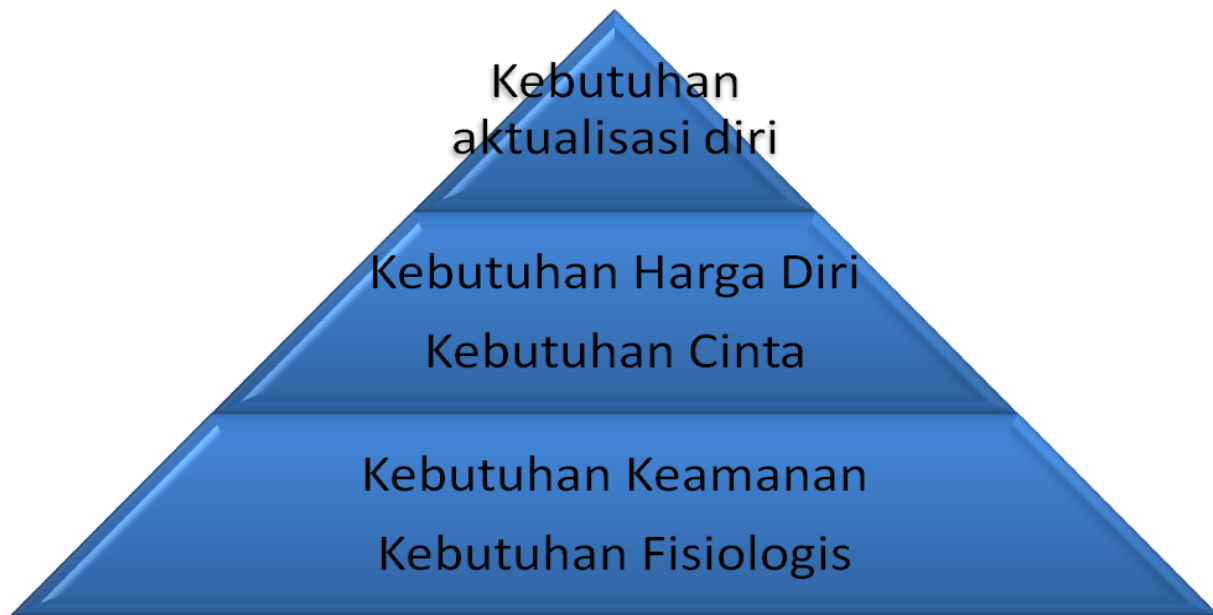 Kebutuhan
aktualisasi diri
Kebutuhan Harga Diri
Kebutuhan Cinta
Kebutuhan Keamanan
Kebutuhan Fisiologis